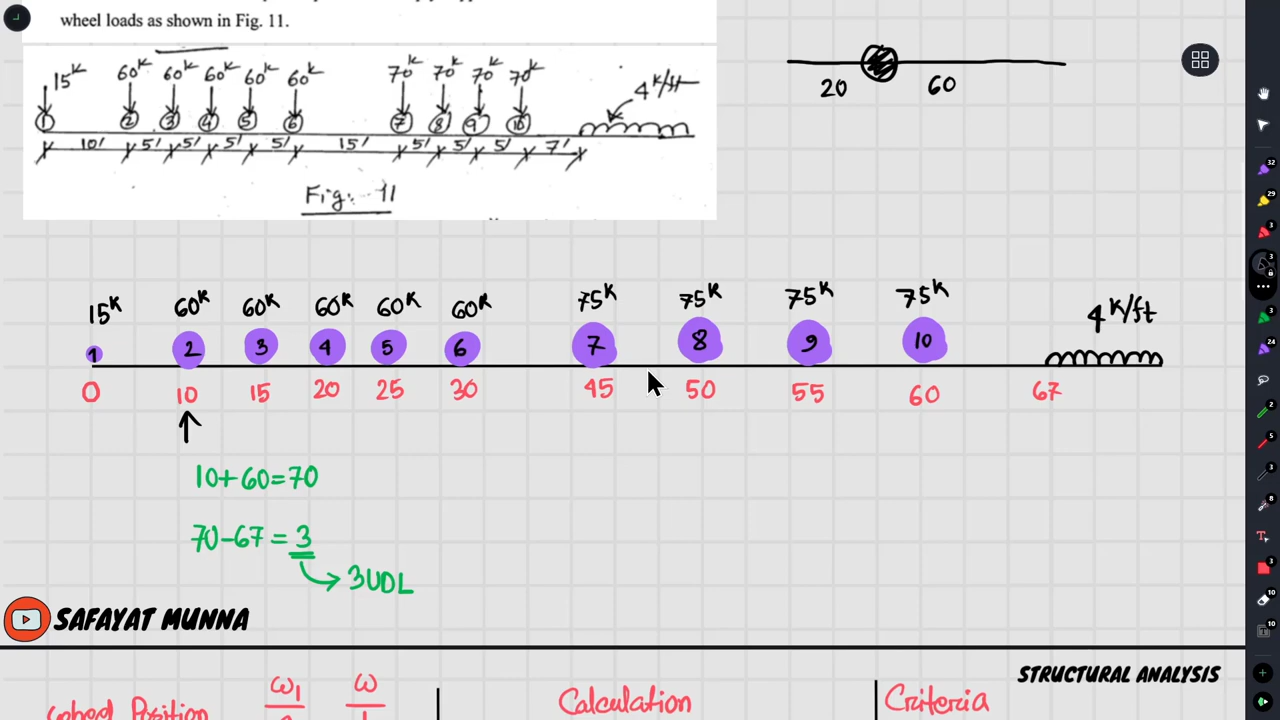 wheel loads as shown in Fig. 11.
15ᴷ 60ᴷ 60ᴷ 60ᴷ 60ᴷ 60ᴷ 70ᴷ 70ᴷ 70ᴷ 70ᴷ 4ᴷ/ft
1 2 3 4 5 6 7 8 9 10
10' 5' 5' 5' 5' 15' 5' 5' 5' 7'
Fig. 11
20 60
15ᴷ 60ᴷ 60ᴷ 60ᴷ 60ᴷ 60ᴷ 75ᴷ 75ᴷ 75ᴷ 75ᴷ 4ᴷ/ft
1 2 3 4 5 6 7 8 9 10
0 10 15 20 25 30 45 50 55 60 67
10+60=70
70-67=3
3UDL
SAFAYAT MUNNA
STRUCTURAL ANALYSIS
ω₁ ω Calculation Criteria
Position